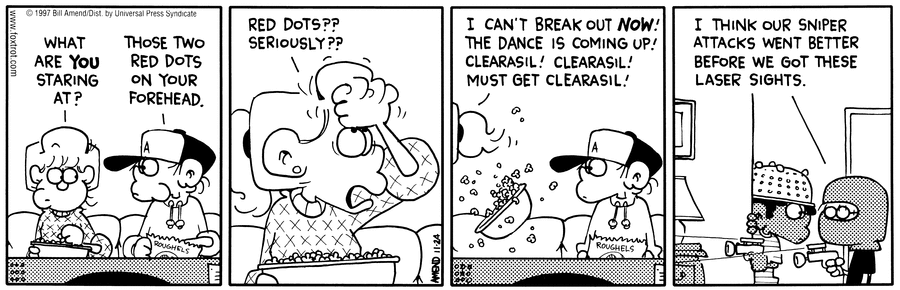 © 1997 Bill Amend/Dist. by Universal Press Syndicate
www.foxtrot.com
WHAT
ARE YOU
STARING
AT?
THOSE TWO
RED DOTS
ON YOUR
FOREHEAD.
A
ROUGHELS
RED DOTS??
SERIOUSLY??
AMEND 11·24
I CAN'T BREAK OUT NOW!
THE DANCE IS COMING UP!
CLEARASIL! CLEARASIL!
MUST GET CLEARASIL!
A
ROUGHELS
I THINK OUR SNIPER
ATTACKS WENT BETTER
BEFORE WE GOT THESE
LASER SIGHTS.